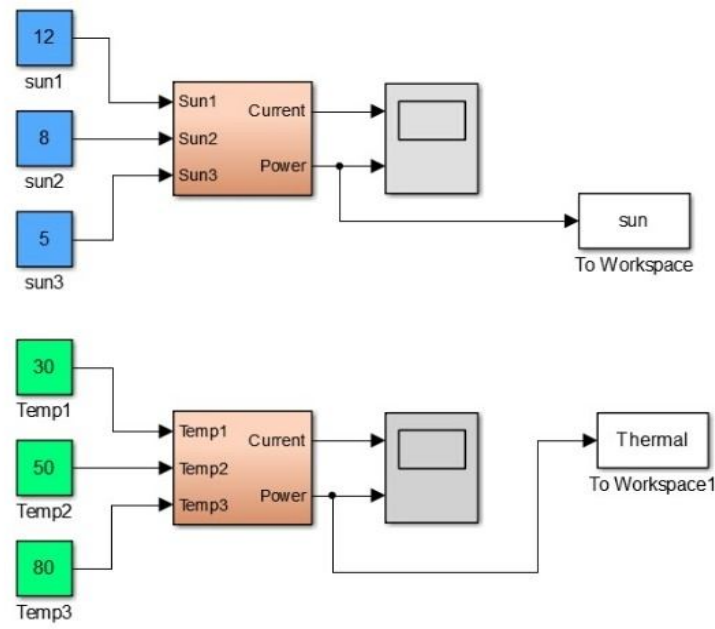 12
sun1
8
sun2
5
sun3
Sun1
Sun2
Sun3
Current
Power
sun
To Workspace
30
Temp1
50
Temp2
80
Temp3
Temp1
Temp2
Temp3
Current
Power
Thermal
To Workspace1